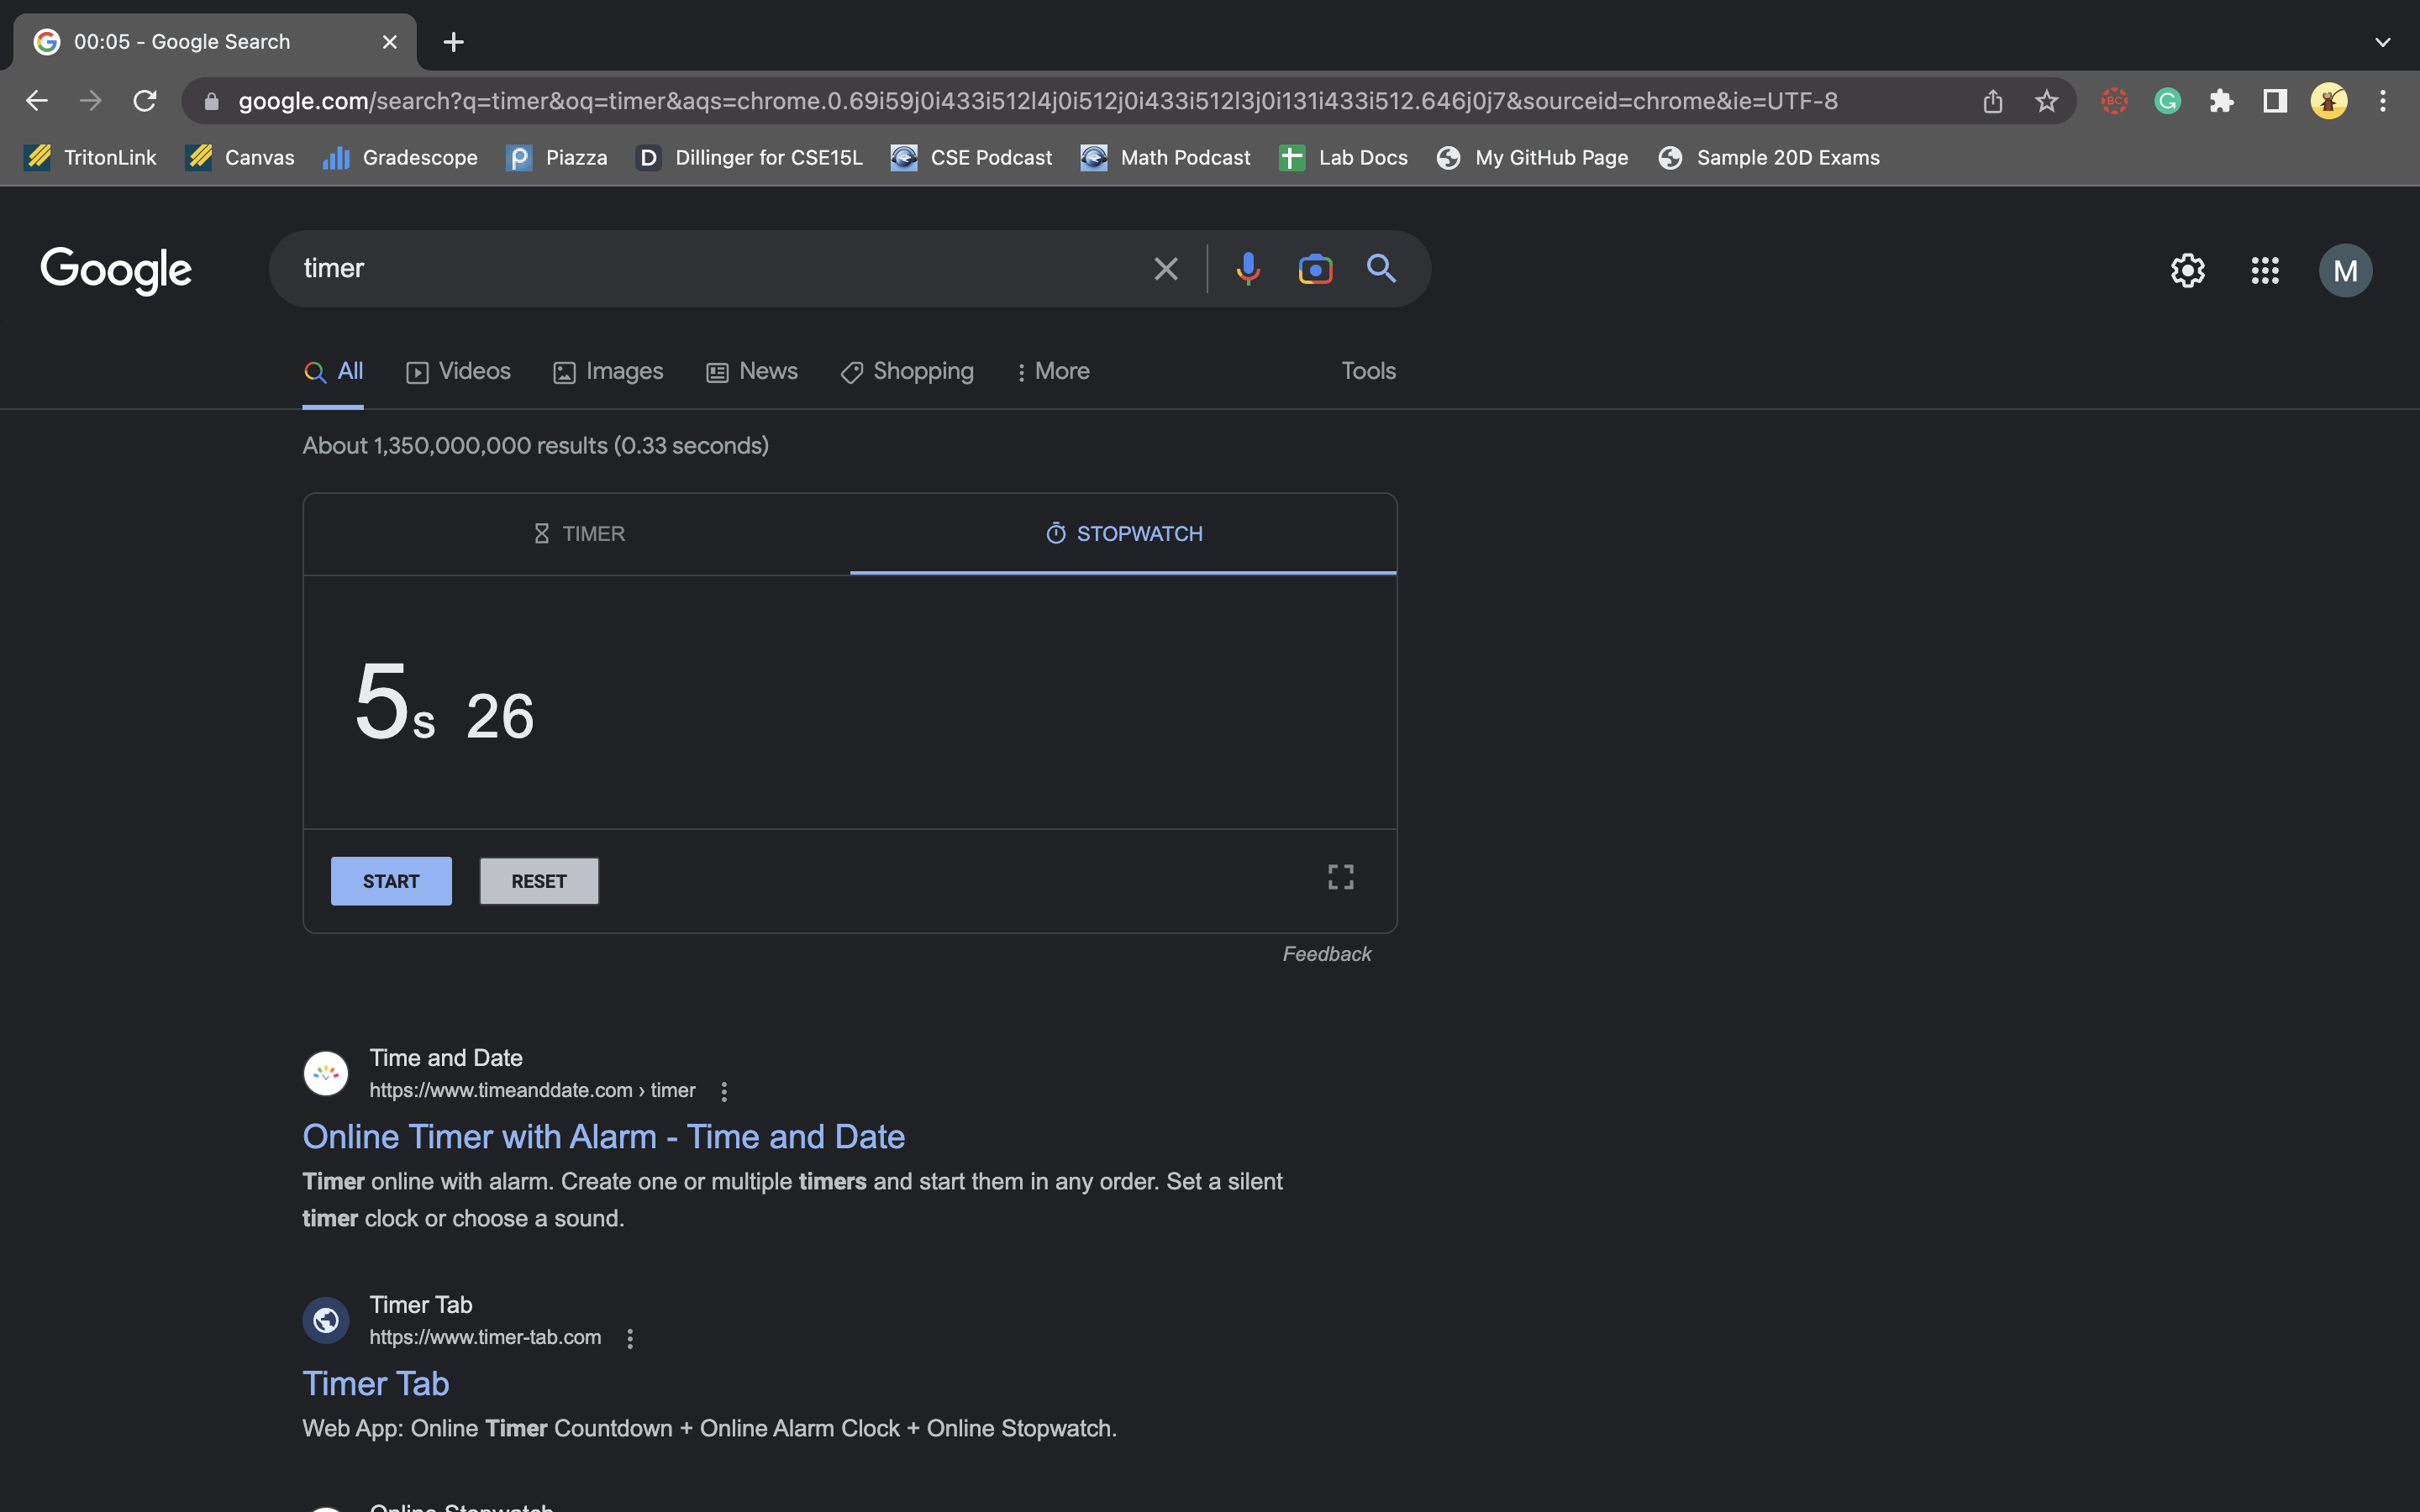 00:05 - Google Search
google.com/search?q=timer&oq=timer&aqs=chrome.0.69i59j0i433i512l4j0i512j0i433i512l3j0i131i433i512.646j0j7&sourceid=chrome&ie=UTF-8
BC G
TritonLink Canvas Gradescope Piazza D Dillinger for CSE15L CSE Podcast Math Podcast Lab Docs My GitHub Page Sample 20D Exams
Google timer M
All Videos Images News Shopping More Tools
About 1,350,000,000 results (0.33 seconds)
TIMER STOPWATCH
5s 26
START RESET
Feedback
Time and Date
https://www.timeanddate.com › timer
Online Timer with Alarm - Time and Date
Timer online with alarm. Create one or multiple timers and start them in any order. Set a silent
timer clock or choose a sound.
Timer Tab
https://www.timer-tab.com
Timer Tab
Web App: Online Timer Countdown + Online Alarm Clock + Online Stopwatch.
Online Stopwatch